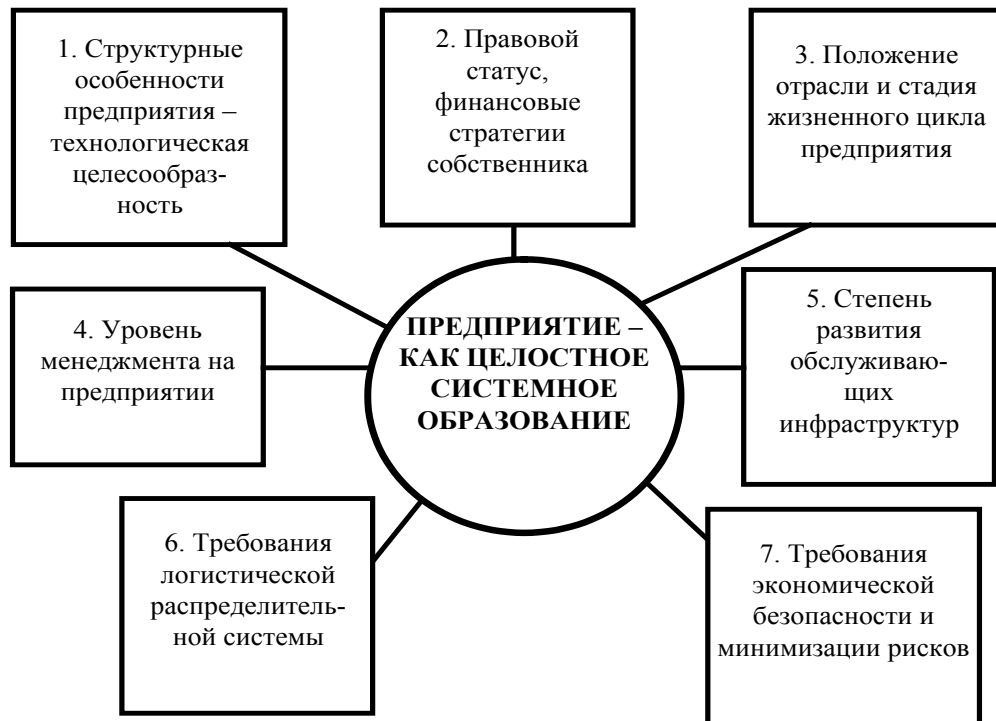 1. Структурные
особенности
предприятия –
технологическая
целесообраз-
ность
2. Правовой
статус,
финансовые
стратегии
собственника
3. Положение
отрасли и стадия
жизненного цикла
предприятия
4. Уровень
менеджмента на
предприятии
ПРЕДПРИЯТИЕ –
КАК ЦЕЛОСТНОЕ
СИСТЕМНОЕ
ОБРАЗОВАНИЕ
5. Степень
развития
обслуживаю-
щих
инфраструктур
6. Требования
логистической
распределитель-
ной системы
7. Требования
экономической
безопасности и
минимизации рисков